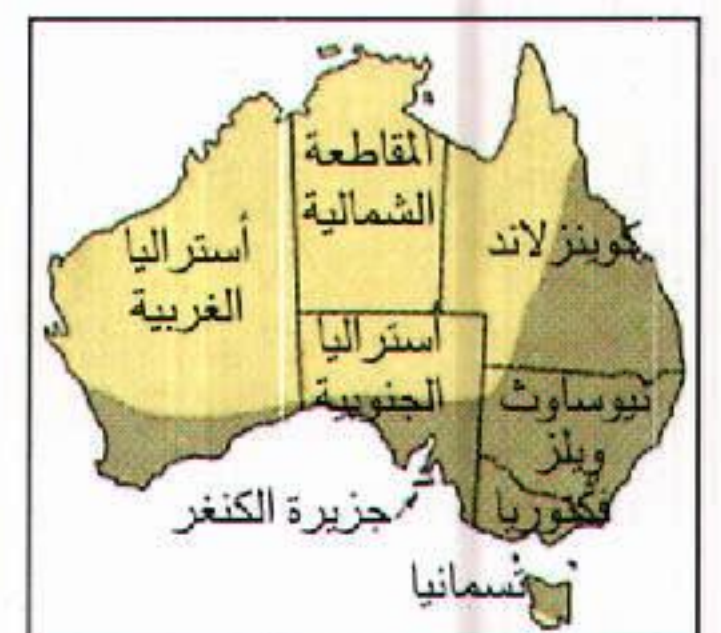 المقاطعة
الشمالية
كوينزلاند
أستراليا
الغربية
أستراليا
الجنوبية
نيوساوث
ويلز
فكتوريا
جزيرة الكنغر
تسمانيا